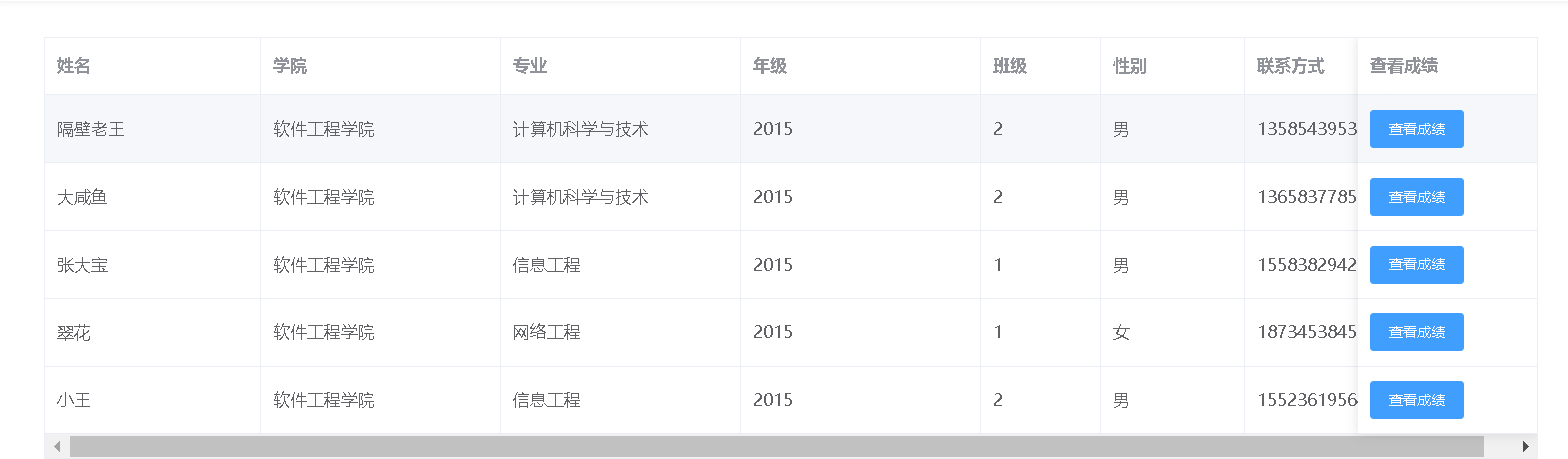 姓名 学院 专业 年级 班级 性别 联系方式 查看成绩
隔壁老王 软件工程学院 计算机科学与技术 2015 2 男 1358543953 查看成绩
大咸鱼 软件工程学院 计算机科学与技术 2015 2 男 1365837785 查看成绩
张大宝 软件工程学院 信息工程 2015 1 男 1558382942 查看成绩
翠花 软件工程学院 网络工程 2015 1 女 1873453845 查看成绩
小王 软件工程学院 信息工程 2015 2 男 1552361956 查看成绩